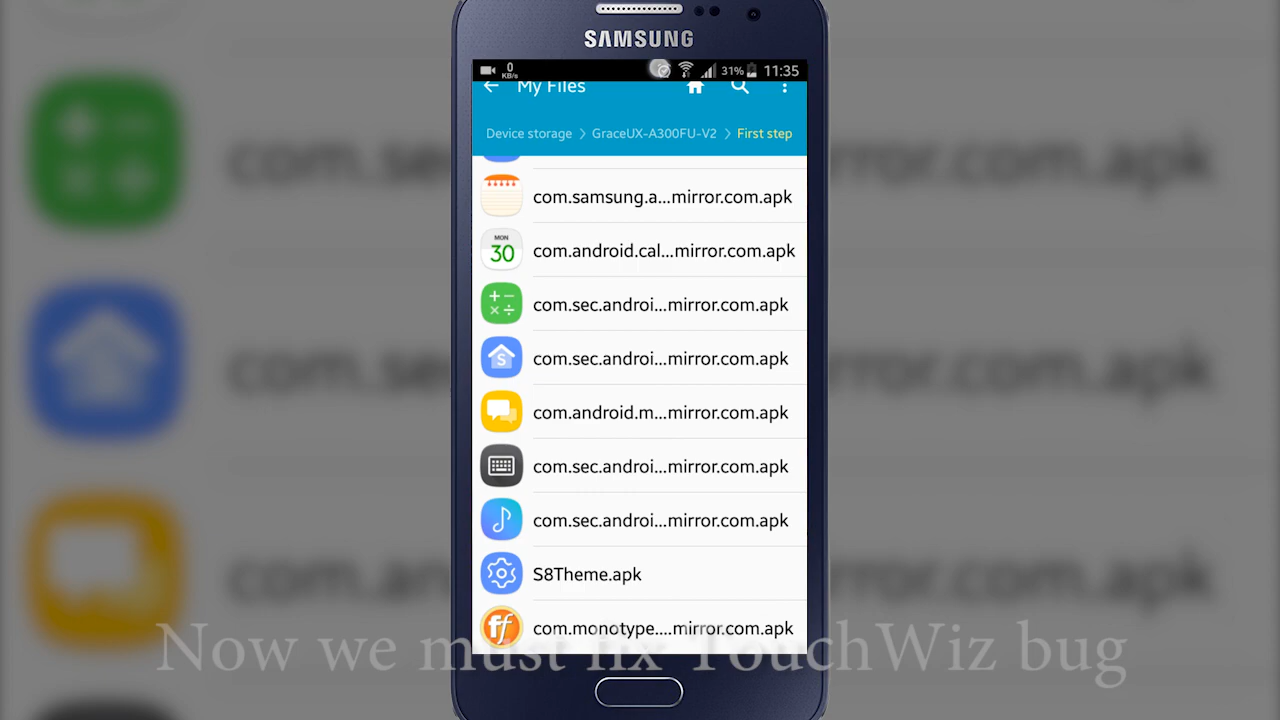 SAMSUNG
0
KB/s
31%
11:35
My Files
Device storage
GraceUX-A300FU-V2
First step
com.samsung.a...mirror.com.apk
MON
30
com.android.cal...mirror.com.apk
com.sec.androi...mirror.com.apk
S
com.sec.androi...mirror.com.apk
com.android.m...mirror.com.apk
com.sec.androi...mirror.com.apk
com.sec.androi...mirror.com.apk
S8Theme.apk
ff
com.monotype....mirror.com.apk
Now we must fix TouchWiz bug